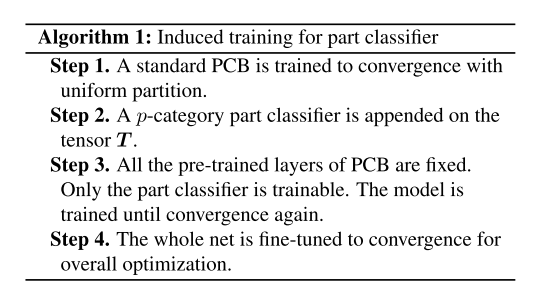 Algorithm 1: Induced training for part classifier
Step 1. A standard PCB is trained to convergence with
uniform partition.
Step 2. A p-category part classifier is appended on the
tensor T.
Step 3. All the pre-trained layers of PCB are fixed.
Only the part classifier is trainable. The model is
trained until convergence again.
Step 4. The whole net is fine-tuned to convergence for
overall optimization.